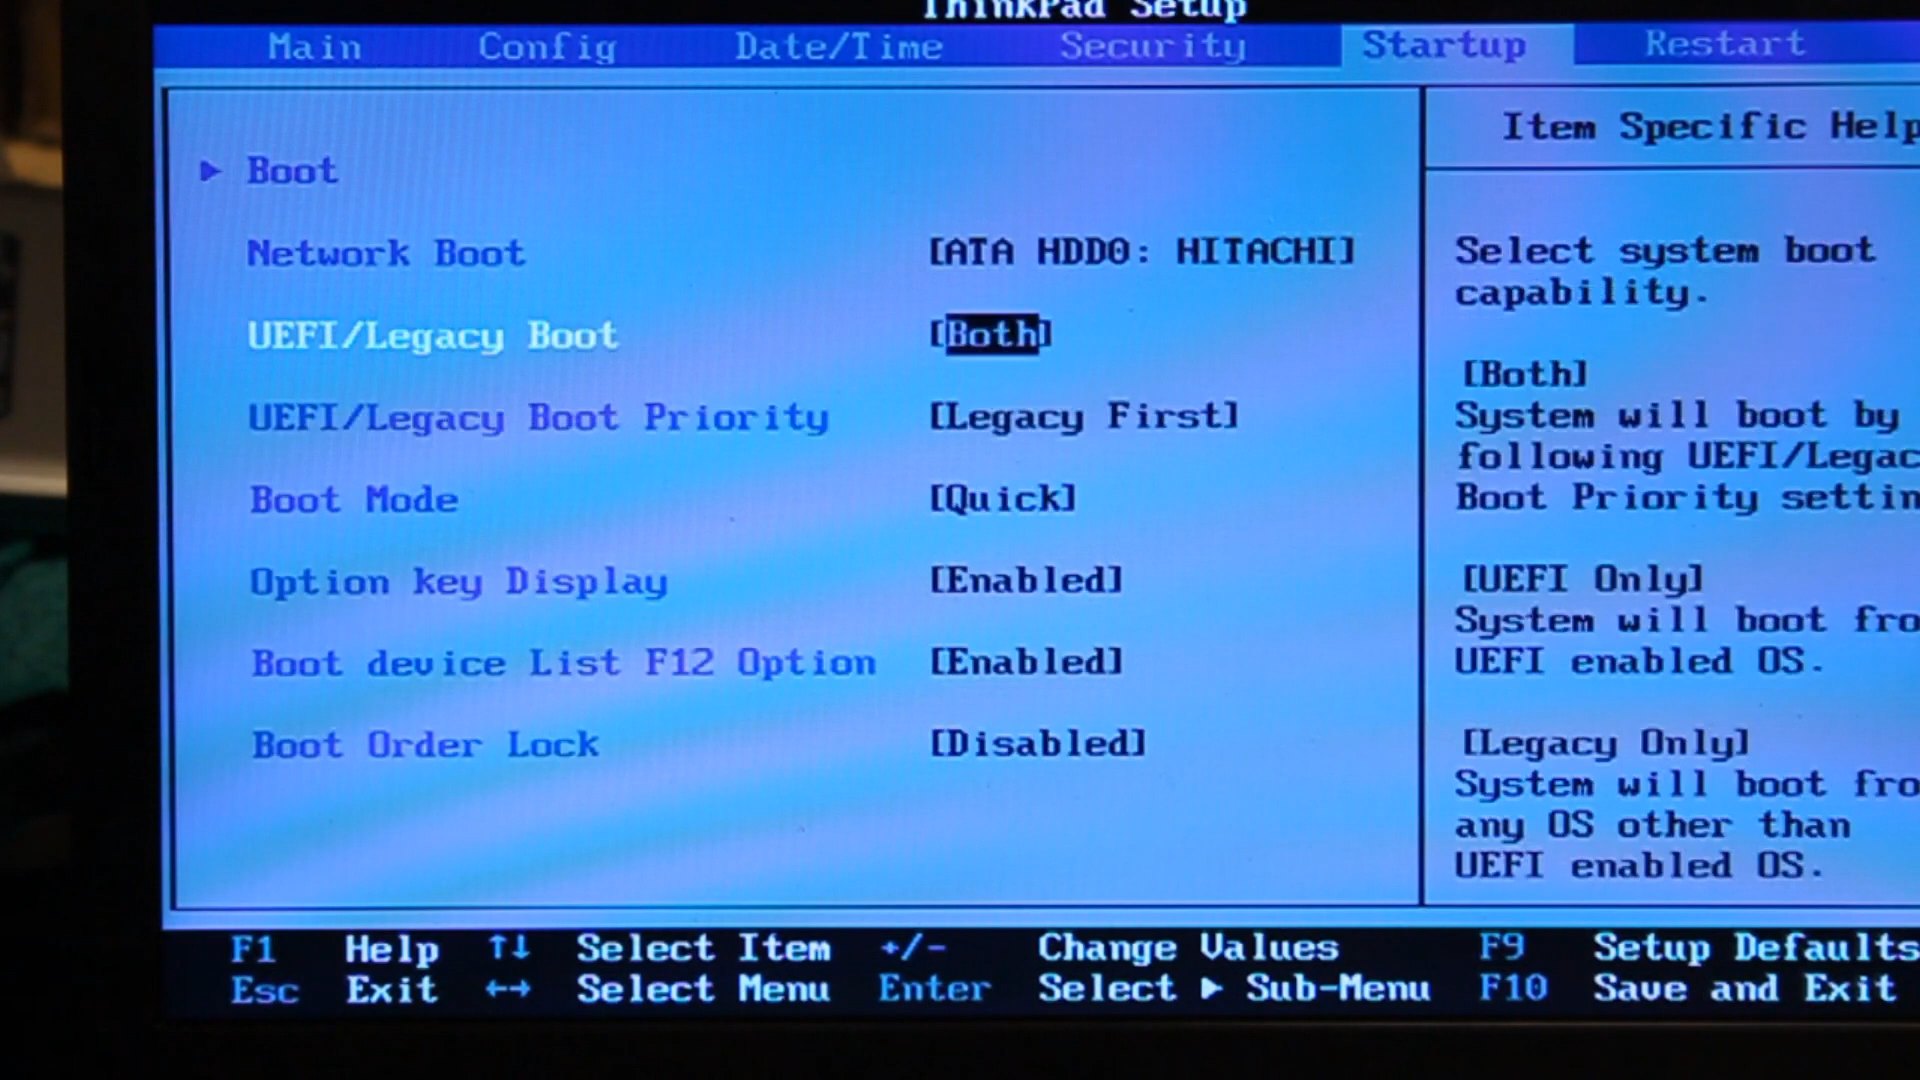 ThinkPad Setup
Main Config Date/Time Security Startup Restart
Item Specific Help
▶ Boot
Network Boot [ATA HDD0: HITACHI]
UEFI/Legacy Boot [Both]
UEFI/Legacy Boot Priority [Legacy First]
Boot Mode [Quick]
Option key Display [Enabled]
Boot device List F12 Option [Enabled]
Boot Order Lock [Disabled]
Select system boot
capability.
[Both]
System will boot by
following UEFI/Legac
Boot Priority settin
[UEFI Only]
System will boot fro
UEFI enabled OS.
[Legacy Only]
System will boot fro
any OS other than
UEFI enabled OS.
F1 Help ↑↓ Select Item +/- Change Values F9 Setup Defaults
Esc Exit ←→ Select Menu Enter Select ▶ Sub-Menu F10 Save and Exit